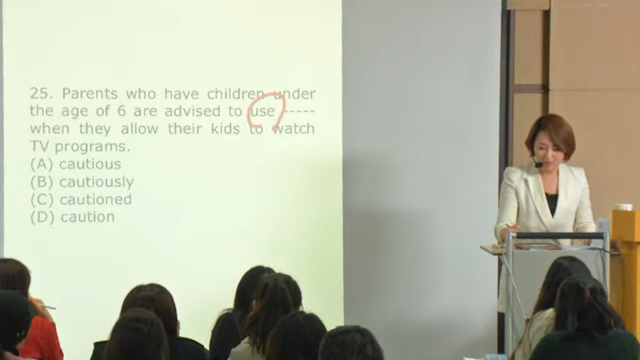 25. Parents who have children under
the age of 6 are advised to use -----
when they allow their kids to watch
TV programs.
(A) cautious
(B) cautiously
(C) cautioned
(D) caution